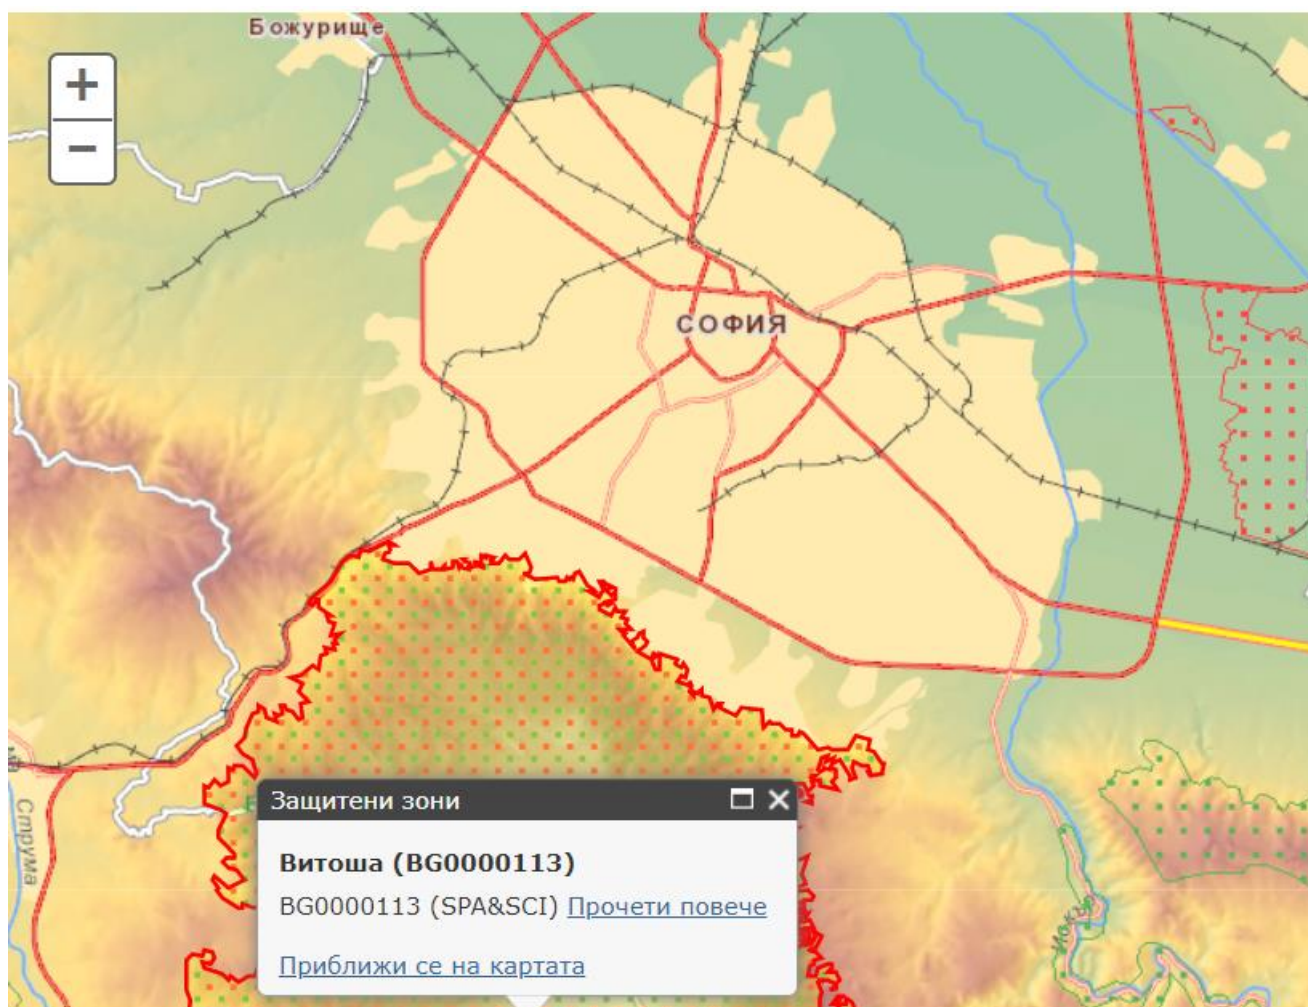 Божурище
+
−
СОФИЯ
Струма
Защитени зони
Витоша (BG0000113)
BG0000113 (SPA&SCI) Прочети повече
Приближи се на картата
Искър